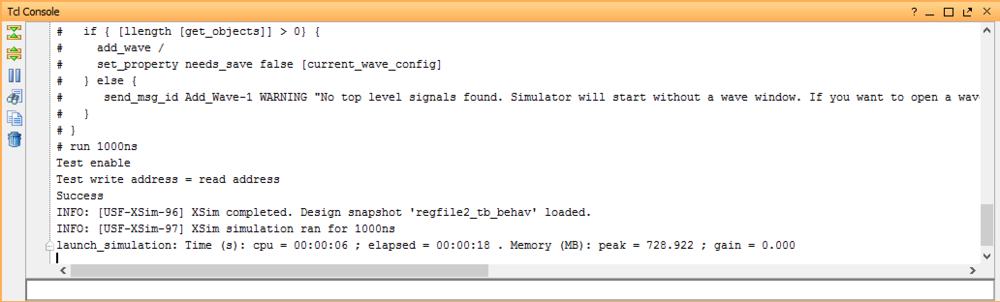 Tcl Console
?
#   if { [llength [get_objects]] > 0} {
#     add_wave /
#     set_property needs_save false [current_wave_config]
#   } else {
#      send_msg_id Add_Wave-1 WARNING "No top level signals found. Simulator will start without a wave window. If you want to open a wav
#   }
# }
# run 1000ns
Test enable
Test write address = read address
Success
INFO: [USF-XSim-96] XSim completed. Design snapshot 'regfile2_tb_behav' loaded.
INFO: [USF-XSim-97] XSim simulation ran for 1000ns
launch_simulation: Time (s): cpu = 00:00:06 ; elapsed = 00:00:18 . Memory (MB): peak = 728.922 ; gain = 0.000